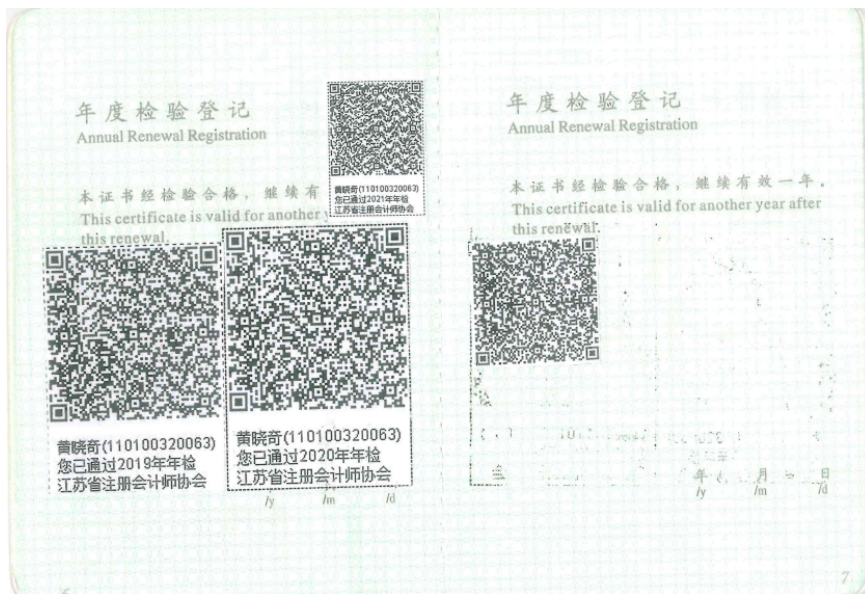 年度检验登记
Annual Renewal Registration
本证书经检验合格，继续有
This certificate is valid for another
this renewal.
黄晓奇(110100320063)
您已通过2021年年检
江苏省注册会计师协会
黄晓奇(110100320063)
您已通过2019年年检
江苏省注册会计师协会
黄晓奇(110100320063)
您已通过2020年年检
江苏省注册会计师协会
/y /m /d
年度检验登记
Annual Renewal Registration
本证书经检验合格，继续有效一年。
This certificate is valid for another year after
this renewal.
年 月 日
/y /m /d
7